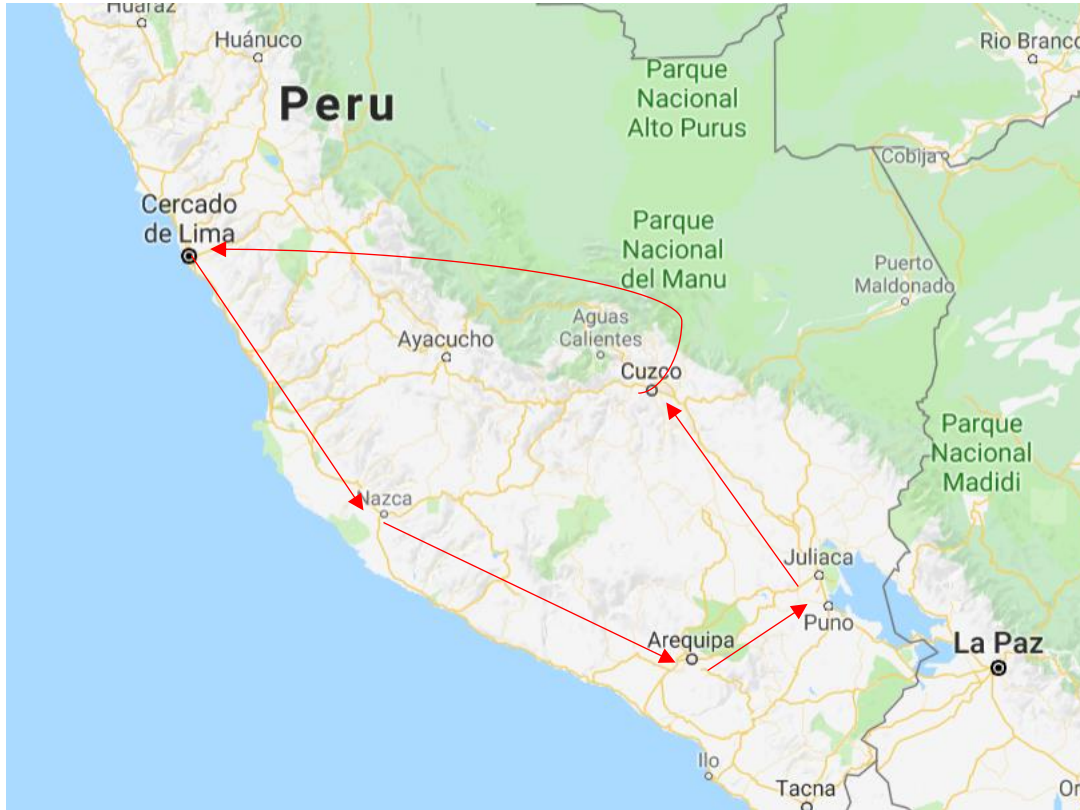 Huaraz
Huánuco
Rio Branco
Parque
Nacional
Alto Purus
Peru
Cobija
Cercado
de Lima
Parque
Nacional
del Manu
Puerto
Maldonado
Aguas
Calientes
Ayacucho
Cuzco
Parque
Nacional
Madidi
Nazca
Juliaca
Puno
Arequipa
La Paz
Ilo
Tacna
Or